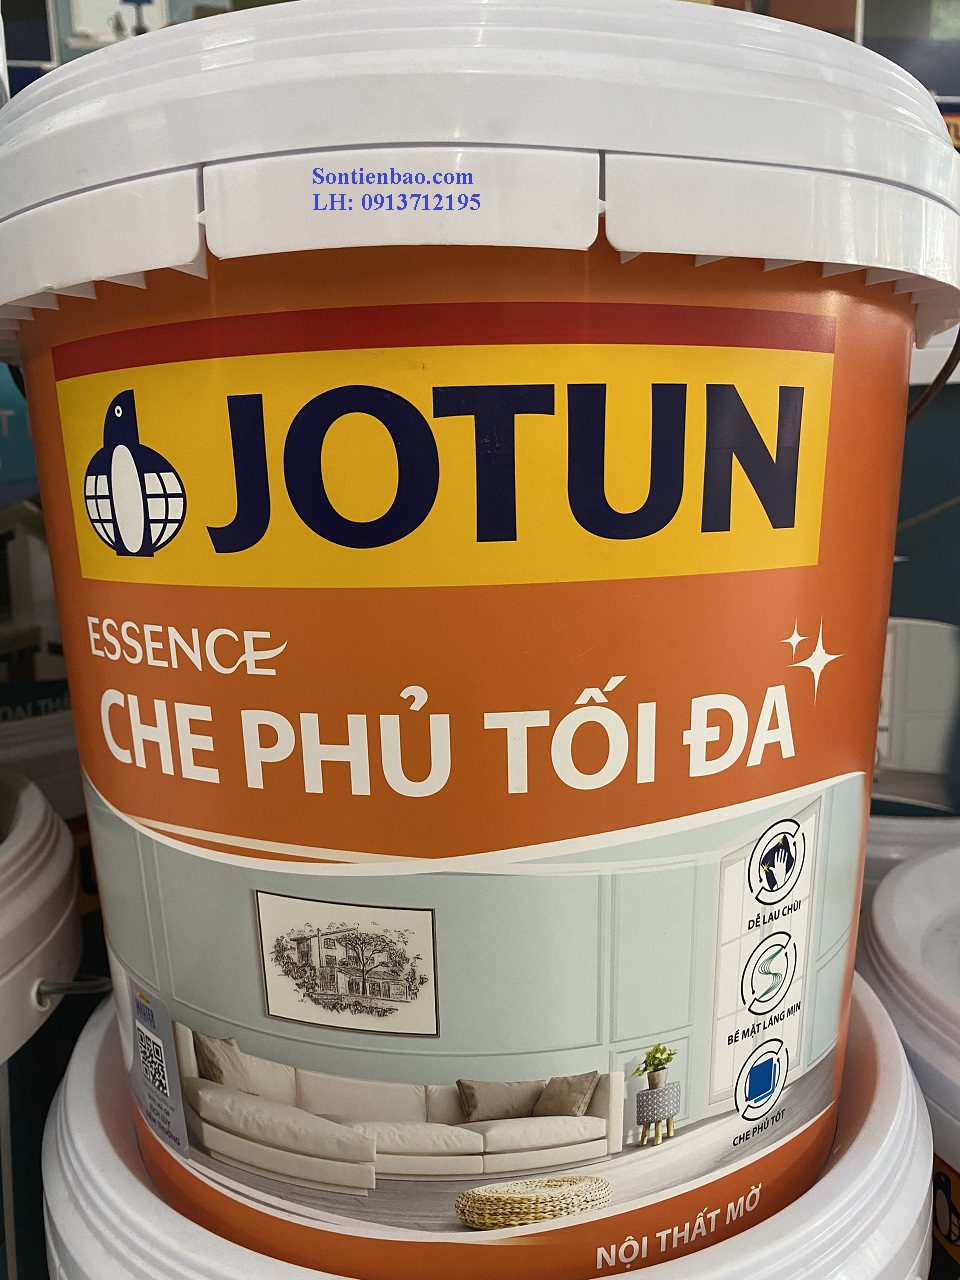 Sontienbao.com
LH: 0913712195
JOTUN
ESSENCE
CHE PHỦ TỐI ĐA
DỄ LAU CHÙI
BỀ MẶT LÁNG MỊN
CHE PHỦ TỐT
NỘI THẤT MỜ